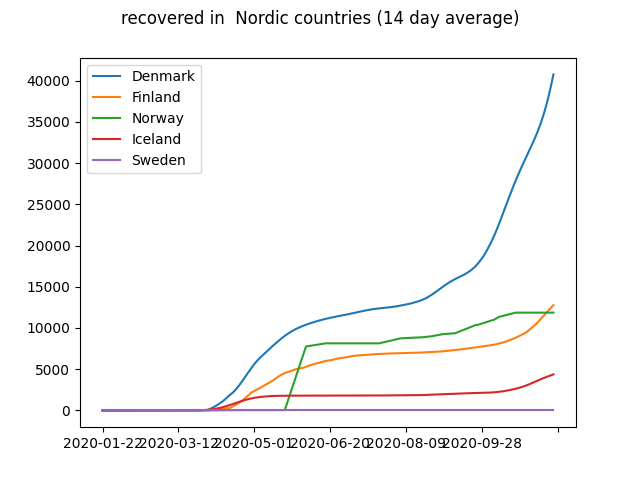 recovered in  Nordic countries (14 day average)
Denmark
Finland
Norway
Iceland
Sweden
40000
35000
30000
25000
20000
15000
10000
5000
0
2020-01-22 2020-03-12 2020-05-01 2020-06-20 2020-08-09 2020-09-28